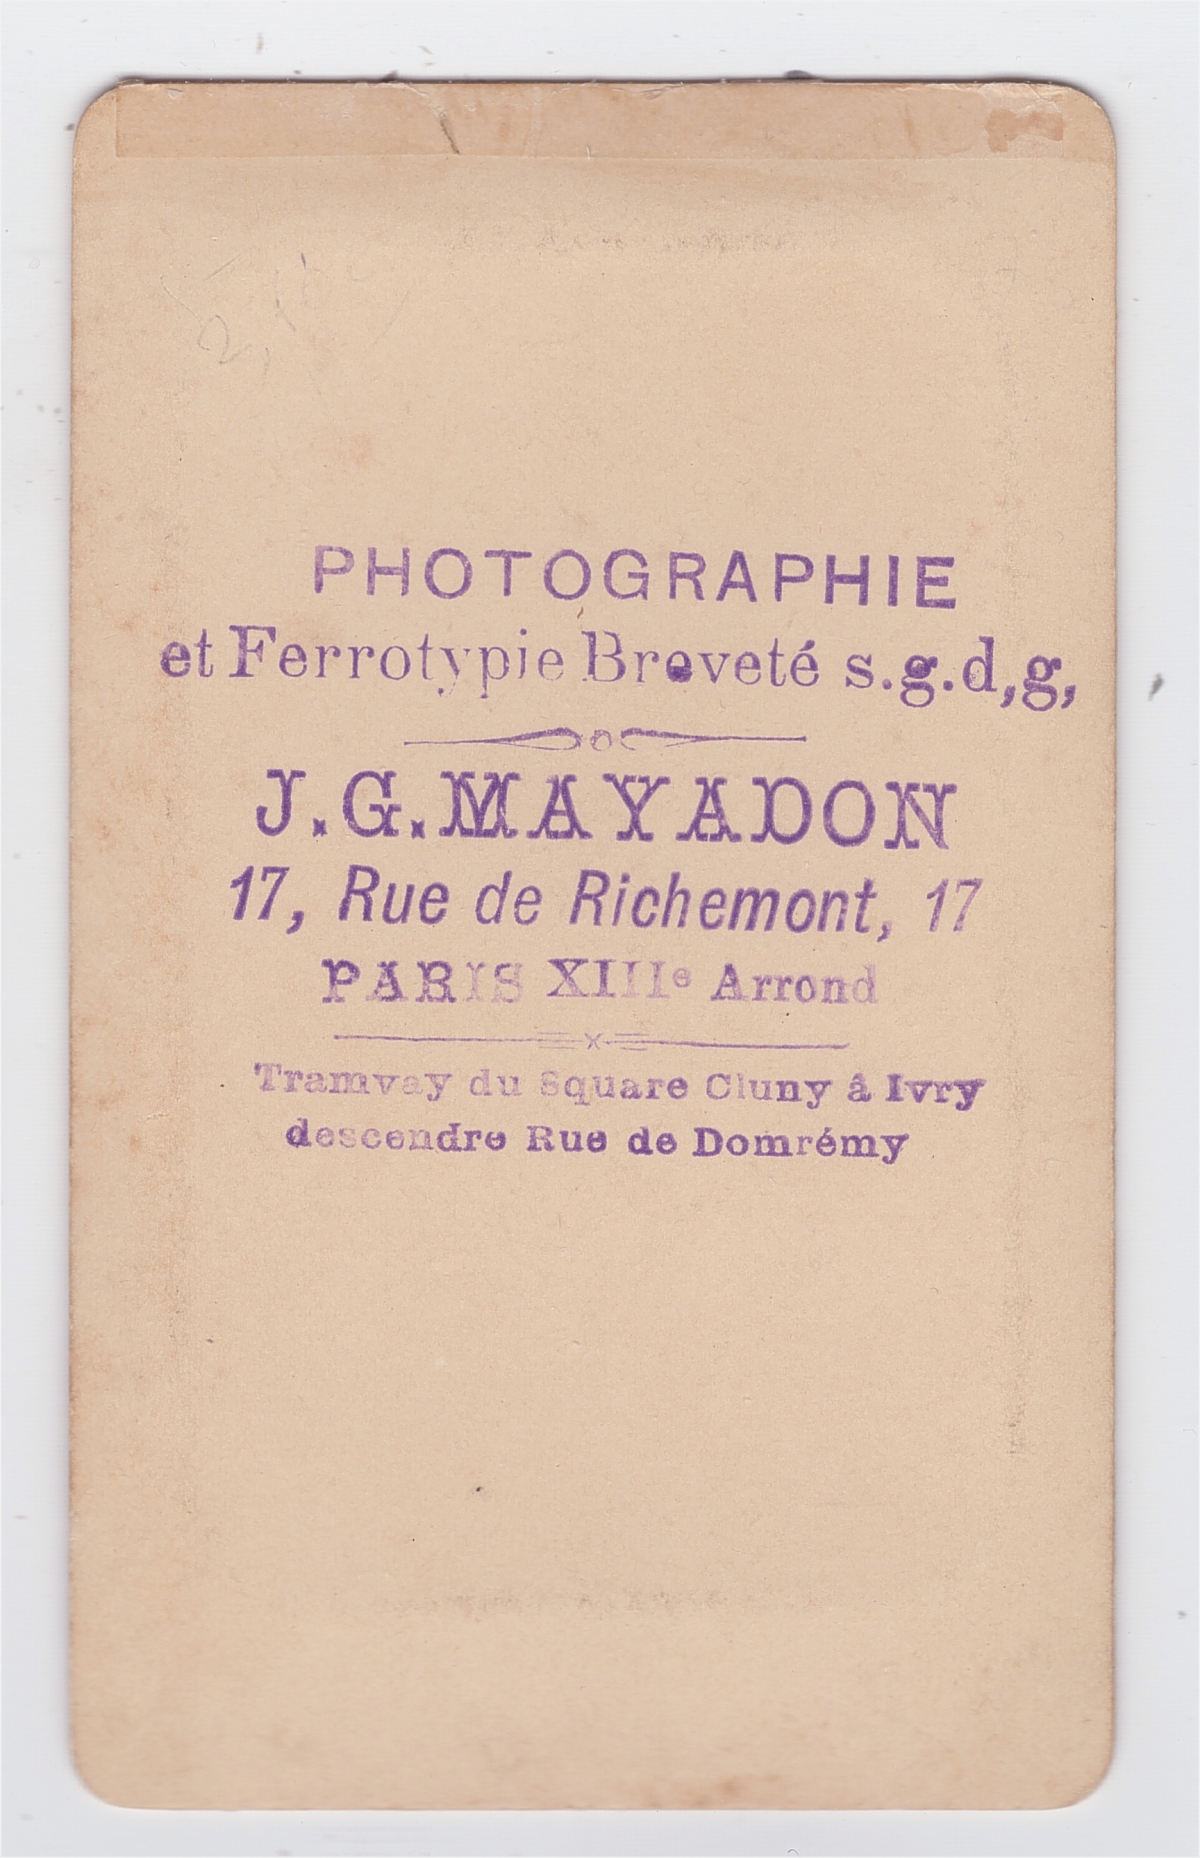 PHOTOGRAPHIE
et Ferrotypie Breveté s.g.d,g,
J.G.MAYADON
17, Rue de Richemont, 17
PARIS XIIIe Arrond
Tramvay du Square Cluny â Ivry
descendre Rue de Domrémy